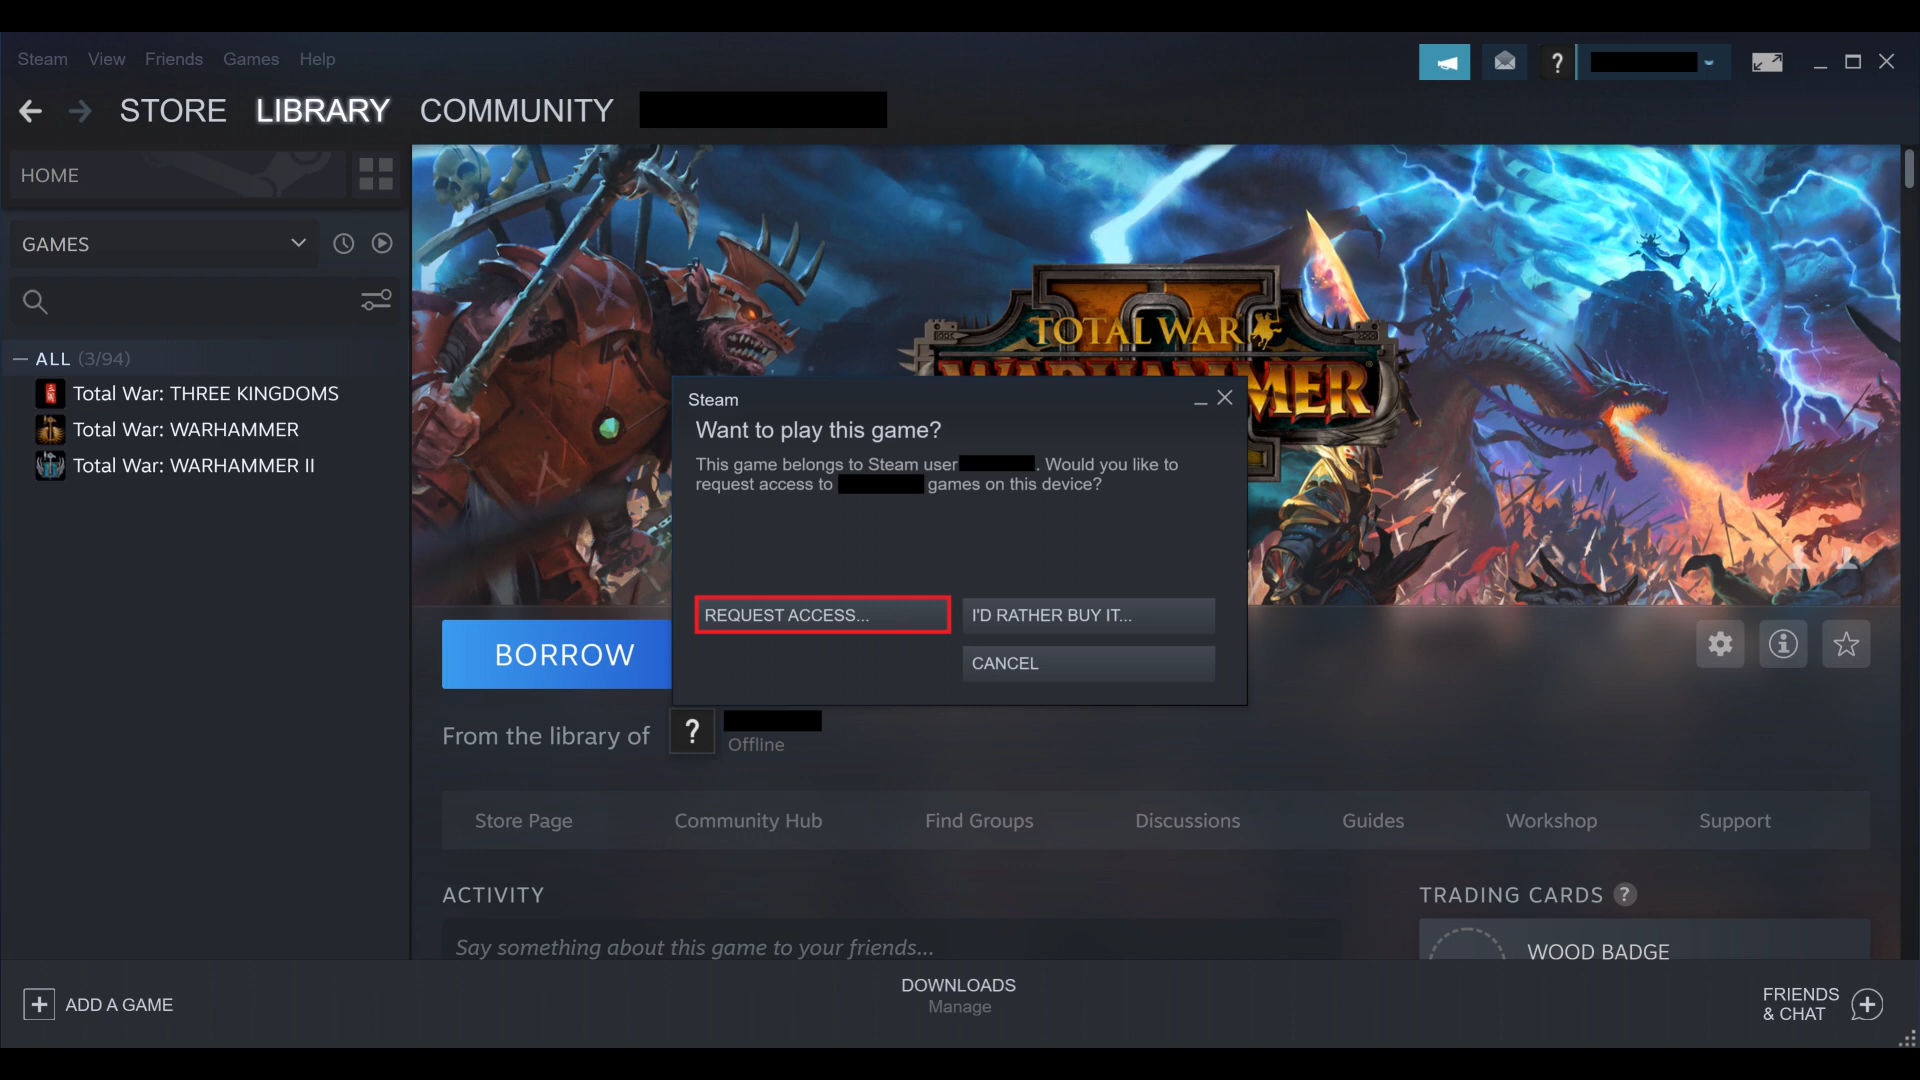 Steam View Friends Games Help
?
STORE LIBRARY COMMUNITY
HOME
GAMES
ALL (3/94)
Total War: THREE KINGDOMS
Total War: WARHAMMER
Total War: WARHAMMER II
TOTAL WAR
WARHAMMER
II
Steam
Want to play this game?
This game belongs to Steam user . Would you like to
request access to games on this device?
REQUEST ACCESS... I'D RATHER BUY IT...
CANCEL
BORROW
From the library of ?
Offline
Store Page Community Hub Find Groups Discussions Guides Workshop Support
ACTIVITY
TRADING CARDS ?
Say something about this game to your friends...
WOOD BADGE
ADD A GAME
DOWNLOADS
Manage
FRIENDS
& CHAT